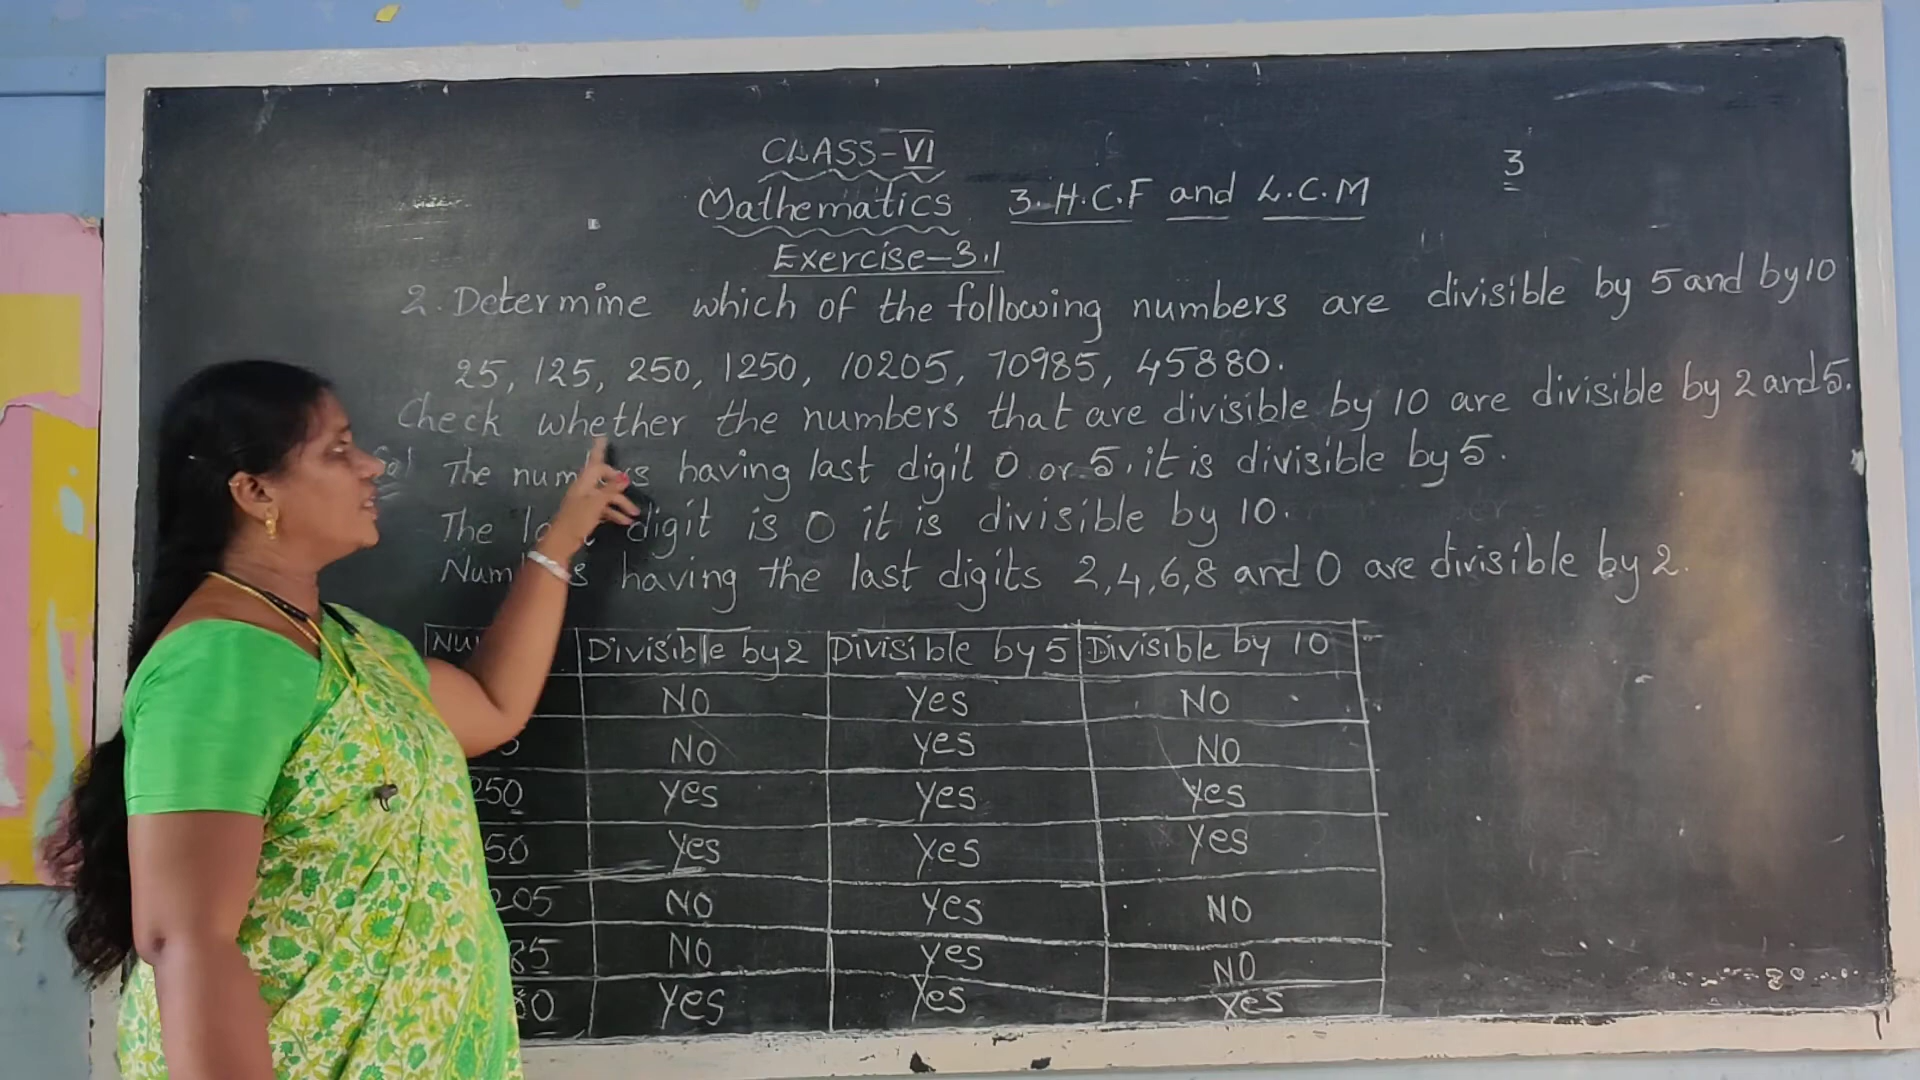 CLASS-VI
3
Mathematics 3. H.C.F and L.C.M
Exercise-3.1
2. Determine which of the following numbers are divisible by 5 and by 10
25, 125, 250, 1250, 10205, 70985, 45880.
Check whether the numbers that are divisible by 10 are divisible by 2 and 5.
Sol The numbers having last digit 0 or 5, it is divisible by 5.
The last digit is 0 it is divisible by 10.
Numbers having the last digits 2,4,6,8 and 0 are divisible by 2.
Divisible by 2 Divisible by 5 Divisible by 10
NO Yes NO
5 NO Yes NO
250 Yes Yes Yes
50 Yes Yes Yes
205 NO Yes NO
85 NO Yes NO
80 Yes Yes Yes